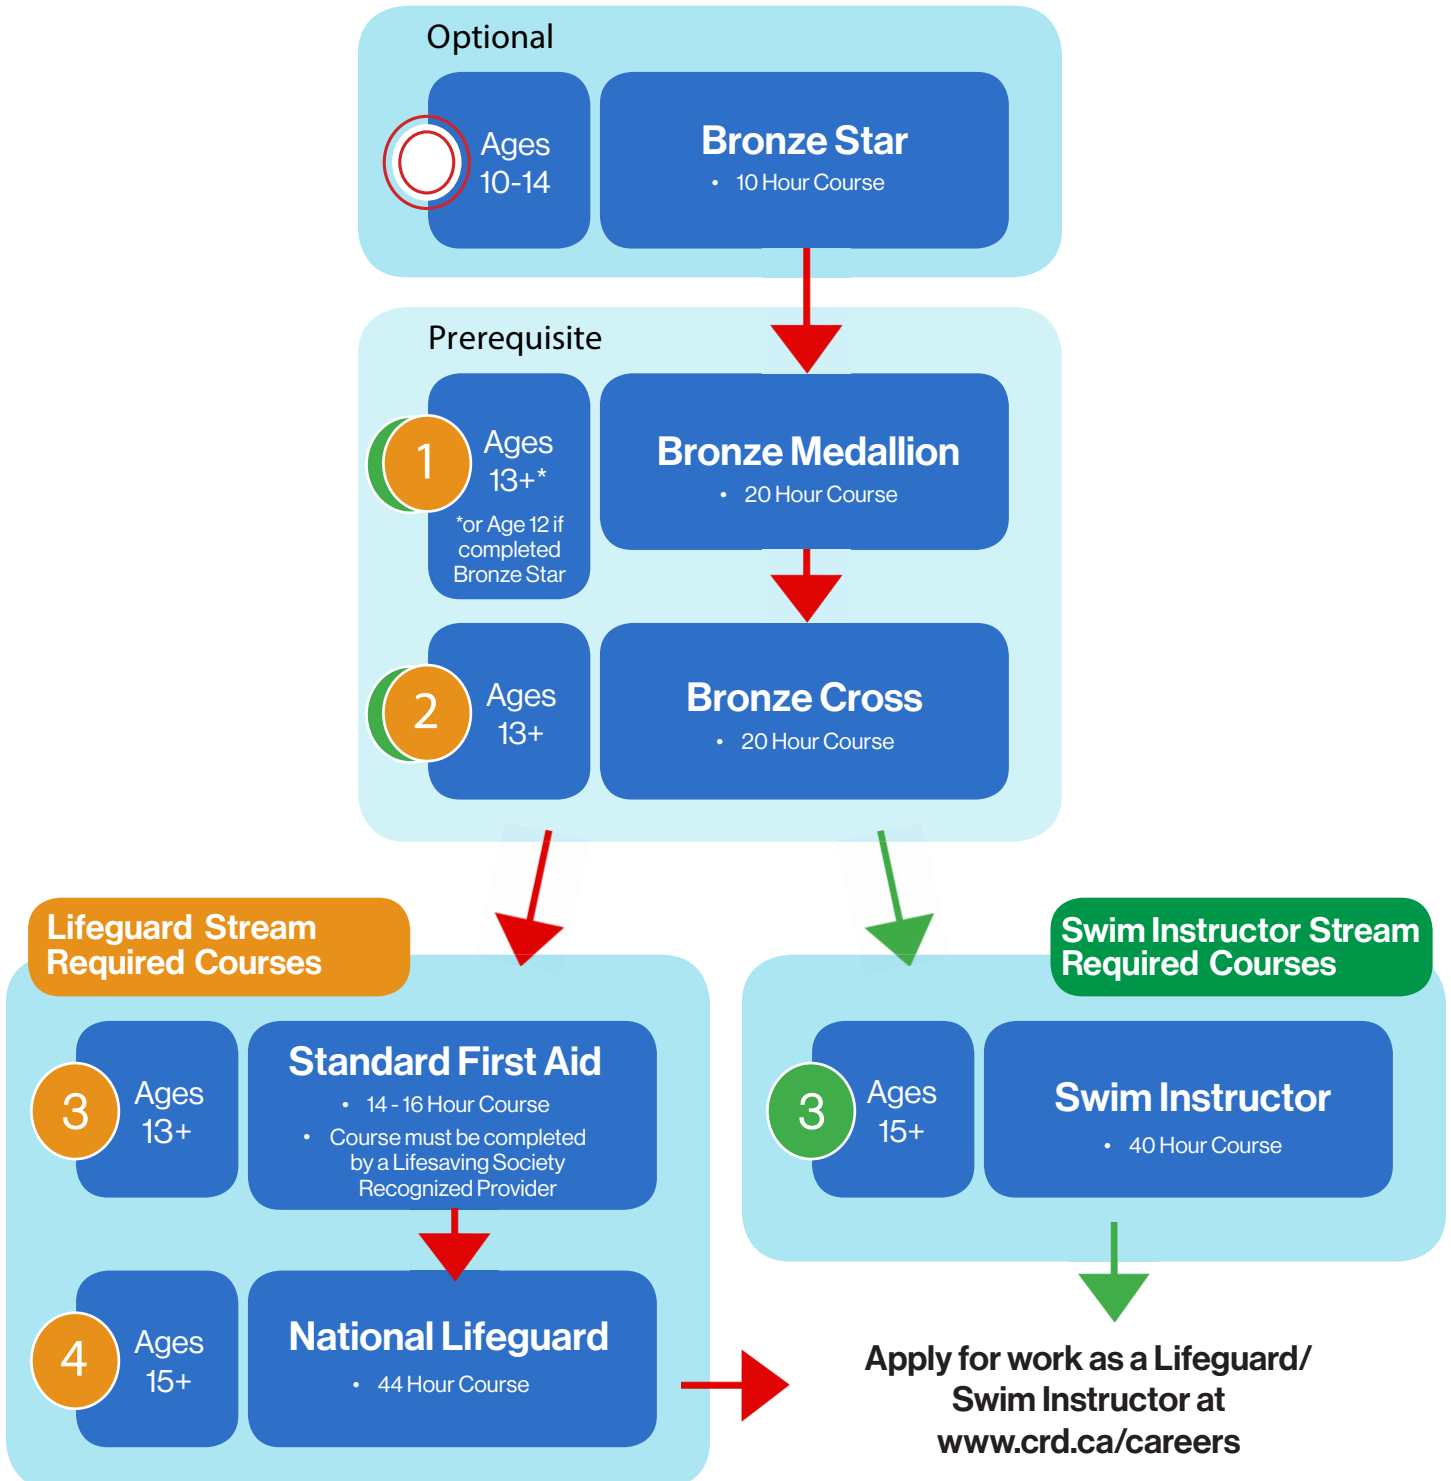 Optional
Ages
10-14
Bronze Star
• 10 Hour Course
Prerequisite
1
Ages
13+*
*or Age 12 if
completed
Bronze Star
Bronze Medallion
• 20 Hour Course
2
Ages
13+
Bronze Cross
• 20 Hour Course
Lifeguard Stream
Required Courses
3
Ages
13+
Standard First Aid
• 14 - 16 Hour Course
• Course must be completed
by a Lifesaving Society
Recognized Provider
4
Ages
15+
National Lifeguard
• 44 Hour Course
Swim Instructor Stream
Required Courses
3
Ages
15+
Swim Instructor
• 40 Hour Course
Apply for work as a Lifeguard/
Swim Instructor at
www.crd.ca/careers